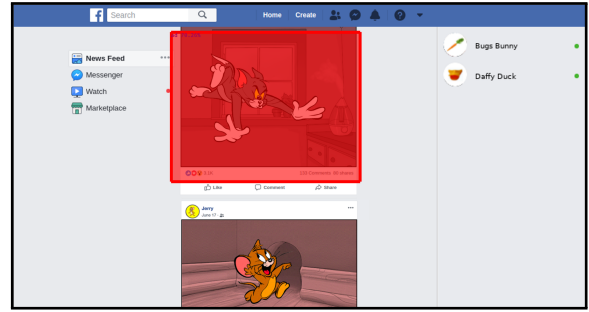 f
Search
Home Create
News Feed
Messenger
Watch
Marketplace
Like Comment Share
Jerry
June 17
Bugs Bunny
Daffy Duck